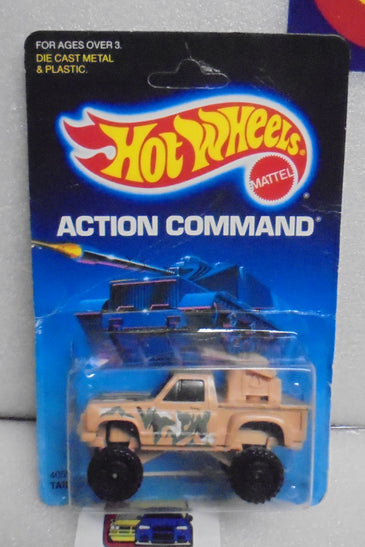 FOR AGES OVER 3.
DIE CAST METAL
& PLASTIC.
HOT WHEELS®
MATTEL
ACTION COMMAND®